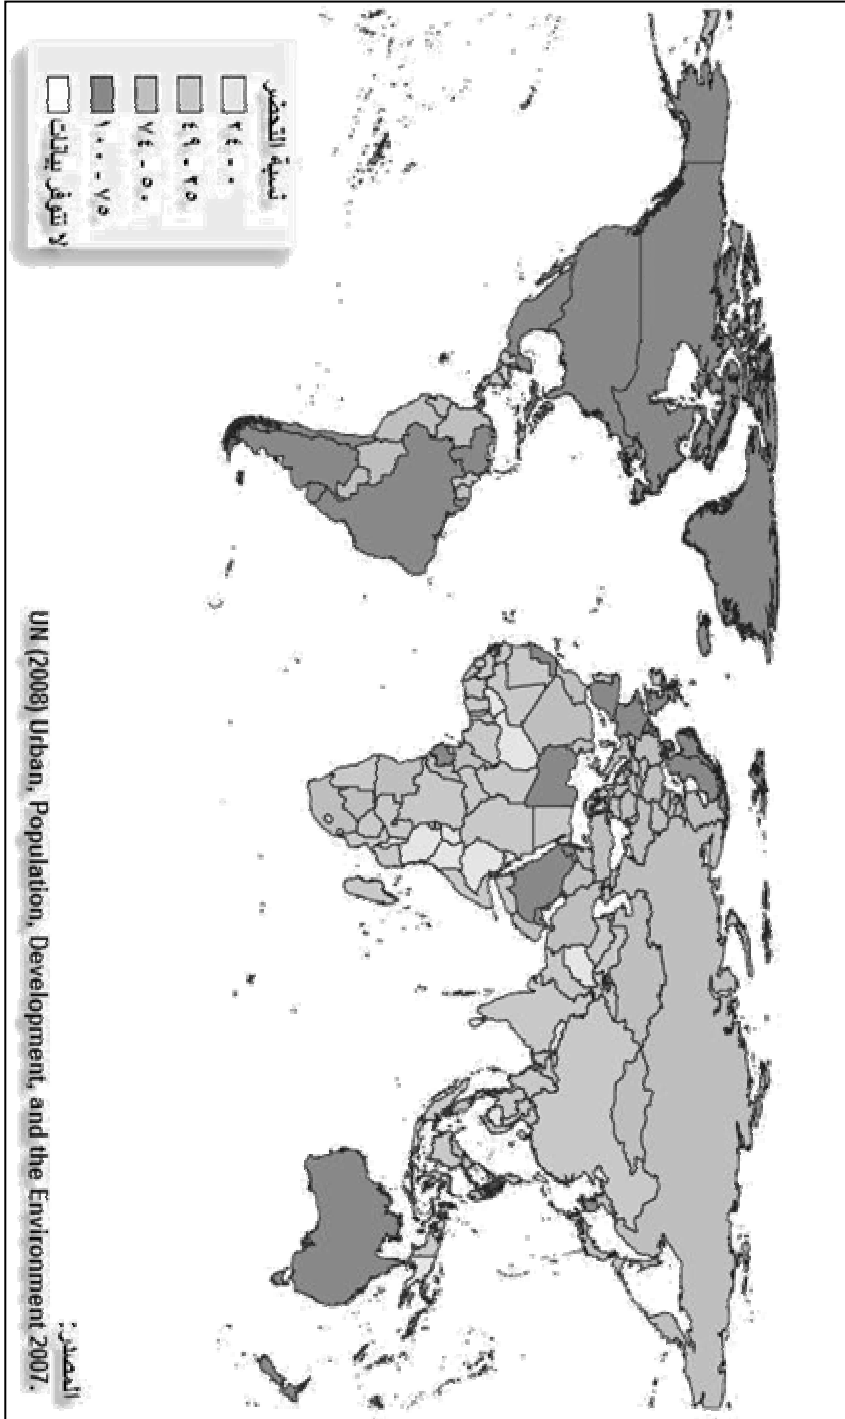 نسبة التحضر
٠ - ٢٤
٢٥ - ٤٩
٥٠ - ٧٤
٧٥ - ١٠٠
لا تتوفر بيانات
المصدر:
UN (2008) Urban, Population, Development, and the Environment 2007.